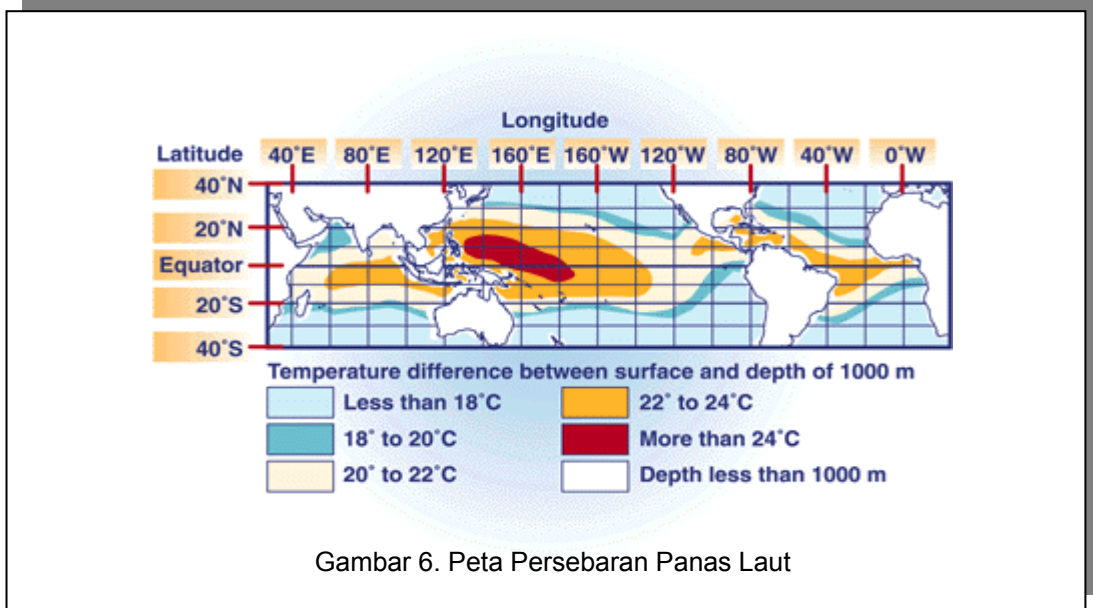 Longitude
Latitude 40°E 80°E 120°E 160°E 160°W 120°W 80°W 40°W 0°W
40°N
20°N
Equator
20°S
40°S
Temperature difference between surface and depth of 1000 m
Less than 18°C 22° to 24°C
18° to 20°C More than 24°C
20° to 22°C Depth less than 1000 m
Gambar 6. Peta Persebaran Panas Laut